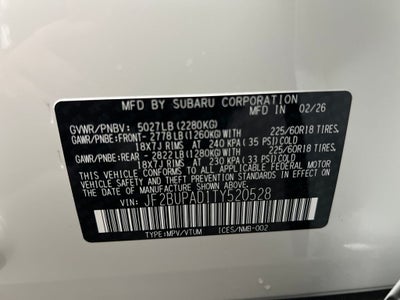 MFD BY SUBARU CORPORATION MFD IN 02/26
GVWR/PNBV: 5027LB(2280KG)
GAWR/PNBE:FRONT- 2778LB(1260KG)WITH 225/60R18 TIRES
18X7J RIMS.AT 240 KPA(35 PSI)COLD
GAWR/PNBE:REAR - 2822LB(1280KG)WITH 225/60R18 TIRES
18X7J RIMS.AT 230 KPA(33 PSI)COLD
THIS VEHICLE CONFORMS TO ALL APPLICABLE FEDERAL MOTOR
VEHICLE SAFETY STANDARDS IN EFFECT ON
THE DATE OF MANUFACTURE SHOWN ABOVE.
VIN: JF2BUPAD1TY520528
TYPE:MPV/VTUM ICES/NMB-002